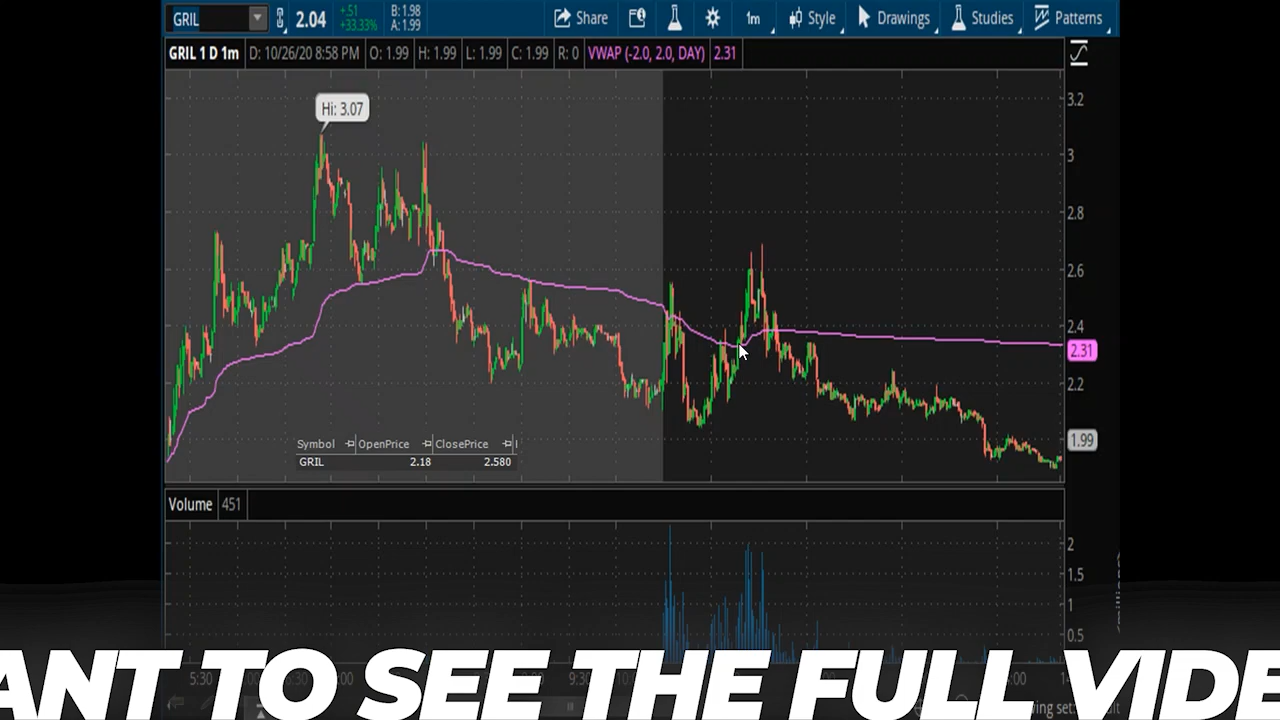 GRIL 2.04 +.51 +33.33% B: 1.98 A: 1.99 Share 1m Style Drawings Studies Patterns
GRIL 1 D 1m D: 10/26/20 8:58 PM O: 1.99 H: 1.99 L: 1.99 C: 1.99 R: 0 VWAP (-2.0, 2.0, DAY) 2.31
Hi: 3.07
3.2
3
2.8
2.6
2.4
2.31
2.2
1.99
Symbol OpenPrice ClosePrice
GRIL 2.18 2.580
Volume 451
2
1.5
1
0.5
5:30 9:30
ANT TO SEE THE FULL VIDE